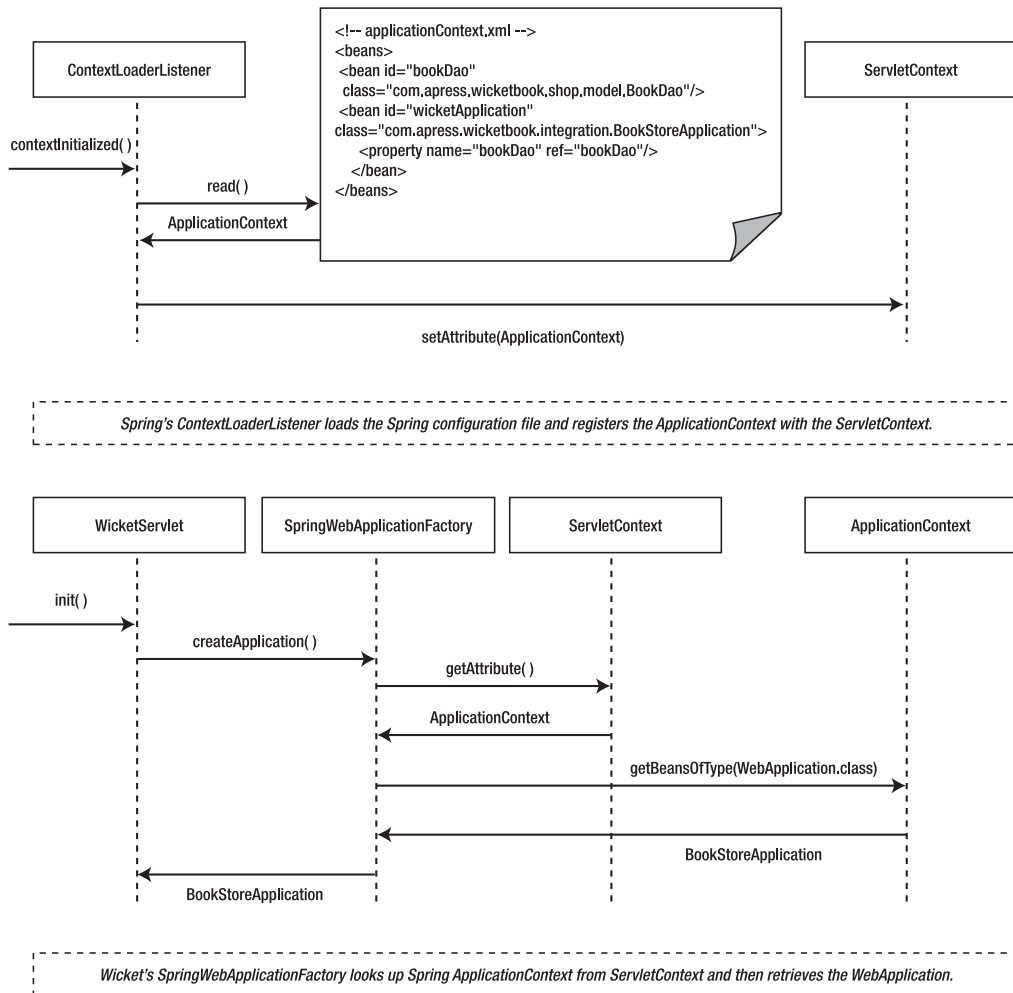 <!-- applicationContext.xml -->
<beans>
<bean id="bookDao"
class="com.apress.wicketbook.shop.model.BookDao"/>
<bean id="wicketApplication"
class="com.apress.wicketbook.integration.BookStoreApplication">
<property name="bookDao" ref="bookDao"/>
</bean>
</beans>
ContextLoaderListener
ServletContext
contextInitialized( )
read( )
ApplicationContext
setAttribute(ApplicationContext)
Spring's ContextLoaderListener loads the Spring configuration file and registers the ApplicationContext with the ServletContext.
WicketServlet
SpringWebApplicationFactory
ServletContext
ApplicationContext
init( )
createApplication( )
getAttribute( )
ApplicationContext
getBeansOfType(WebApplication.class)
BookStoreApplication
BookStoreApplication
Wicket's SpringWebApplicationFactory looks up Spring ApplicationContext from ServletContext and then retrieves the WebApplication.